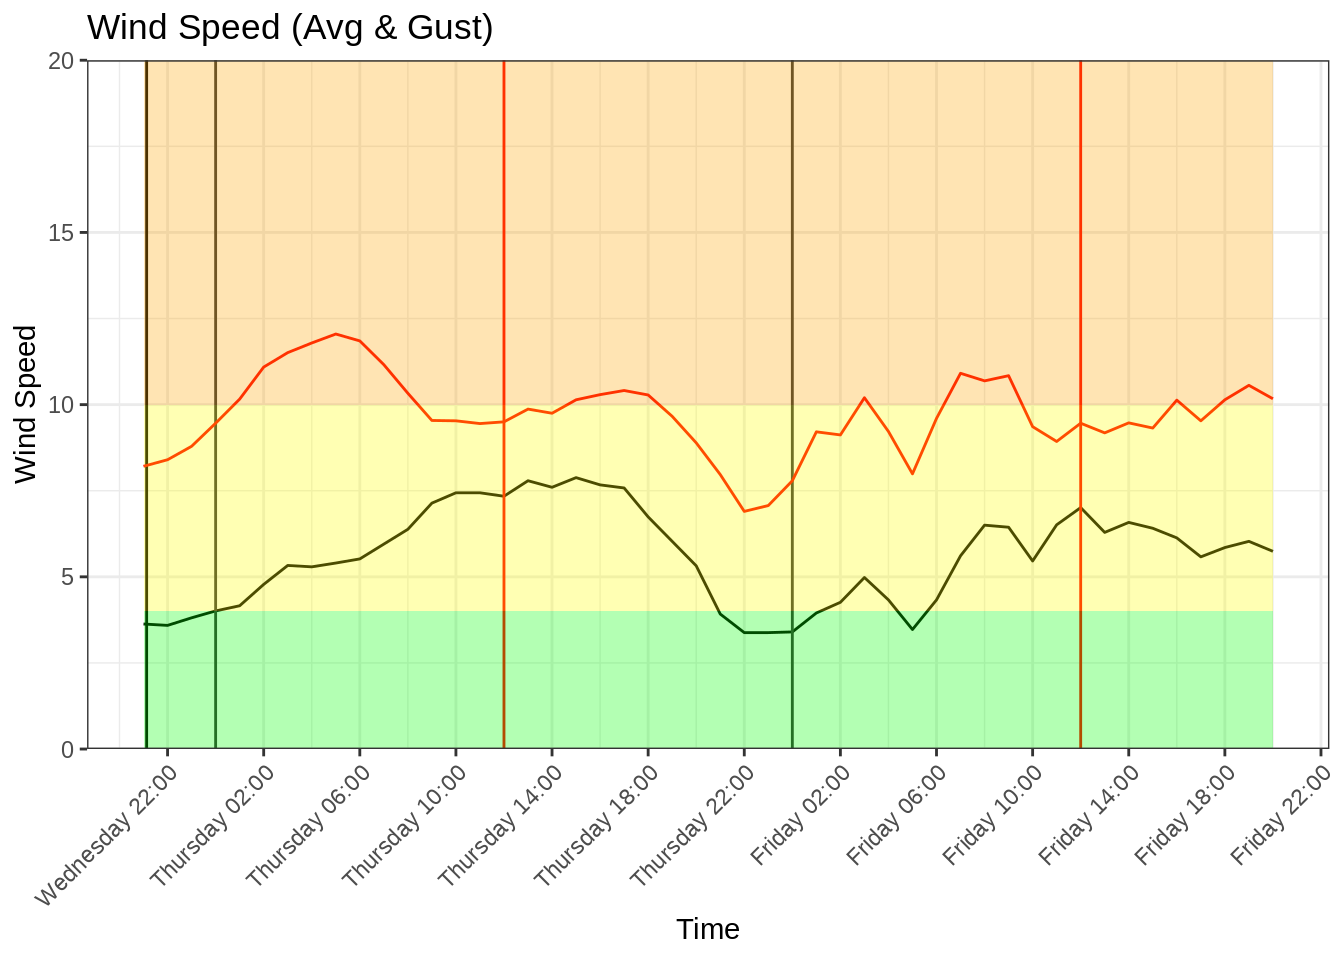 Wind Speed (Avg & Gust)
Wind Speed
20
15
10
5
0
Wednesday 22:00
Thursday 02:00
Thursday 06:00
Thursday 10:00
Thursday 14:00
Thursday 18:00
Thursday 22:00
Friday 02:00
Friday 06:00
Friday 10:00
Friday 14:00
Friday 18:00
Friday 22:00
Time